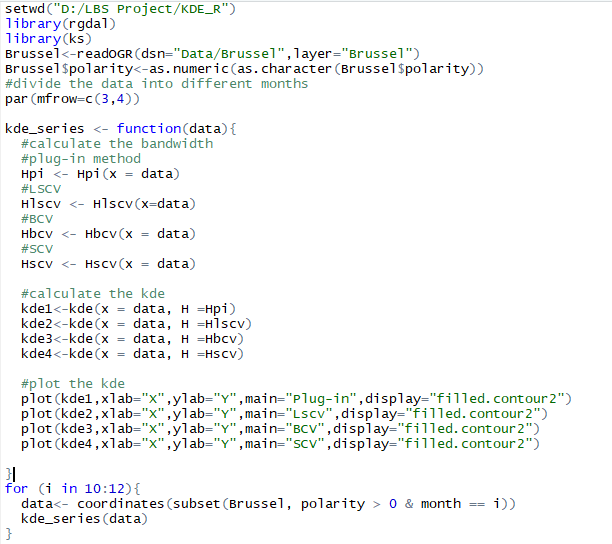 setwd("D:/LBS Project/KDE_R")
library(rgdal)
library(ks)
Brussel<-readOGR(dsn="Data/Brussel",layer="Brussel")
Brussel$polarity<-as.numeric(as.character(Brussel$polarity))
#divide the data into different months
par(mfrow=c(3,4))

kde_series <- function(data){
  #calculate the bandwidth
  #plug-in method
  Hpi <- Hpi(x = data)
  #LSCV
  Hlscv <- Hlscv(x=data)
  #BCV
  Hbcv <- Hbcv(x = data)
  #SCV
  Hscv <- Hscv(x = data)

  #calculate the kde
  kde1<-kde(x = data, H =Hpi)
  kde2<-kde(x = data, H =Hlscv)
  kde3<-kde(x = data, H =Hbcv)
  kde4<-kde(x = data, H =Hscv)

  #plot the kde
  plot(kde1,xlab="X",ylab="Y",main="Plug-in",display="filled.contour2")
  plot(kde2,xlab="X",ylab="Y",main="Lscv",display="filled.contour2")
  plot(kde3,xlab="X",ylab="Y",main="BCV",display="filled.contour2")
  plot(kde4,xlab="X",ylab="Y",main="SCV",display="filled.contour2")

}
for (i in 10:12){
  data<- coordinates(subset(Brussel, polarity > 0 & month == i))
  kde_series(data)
}